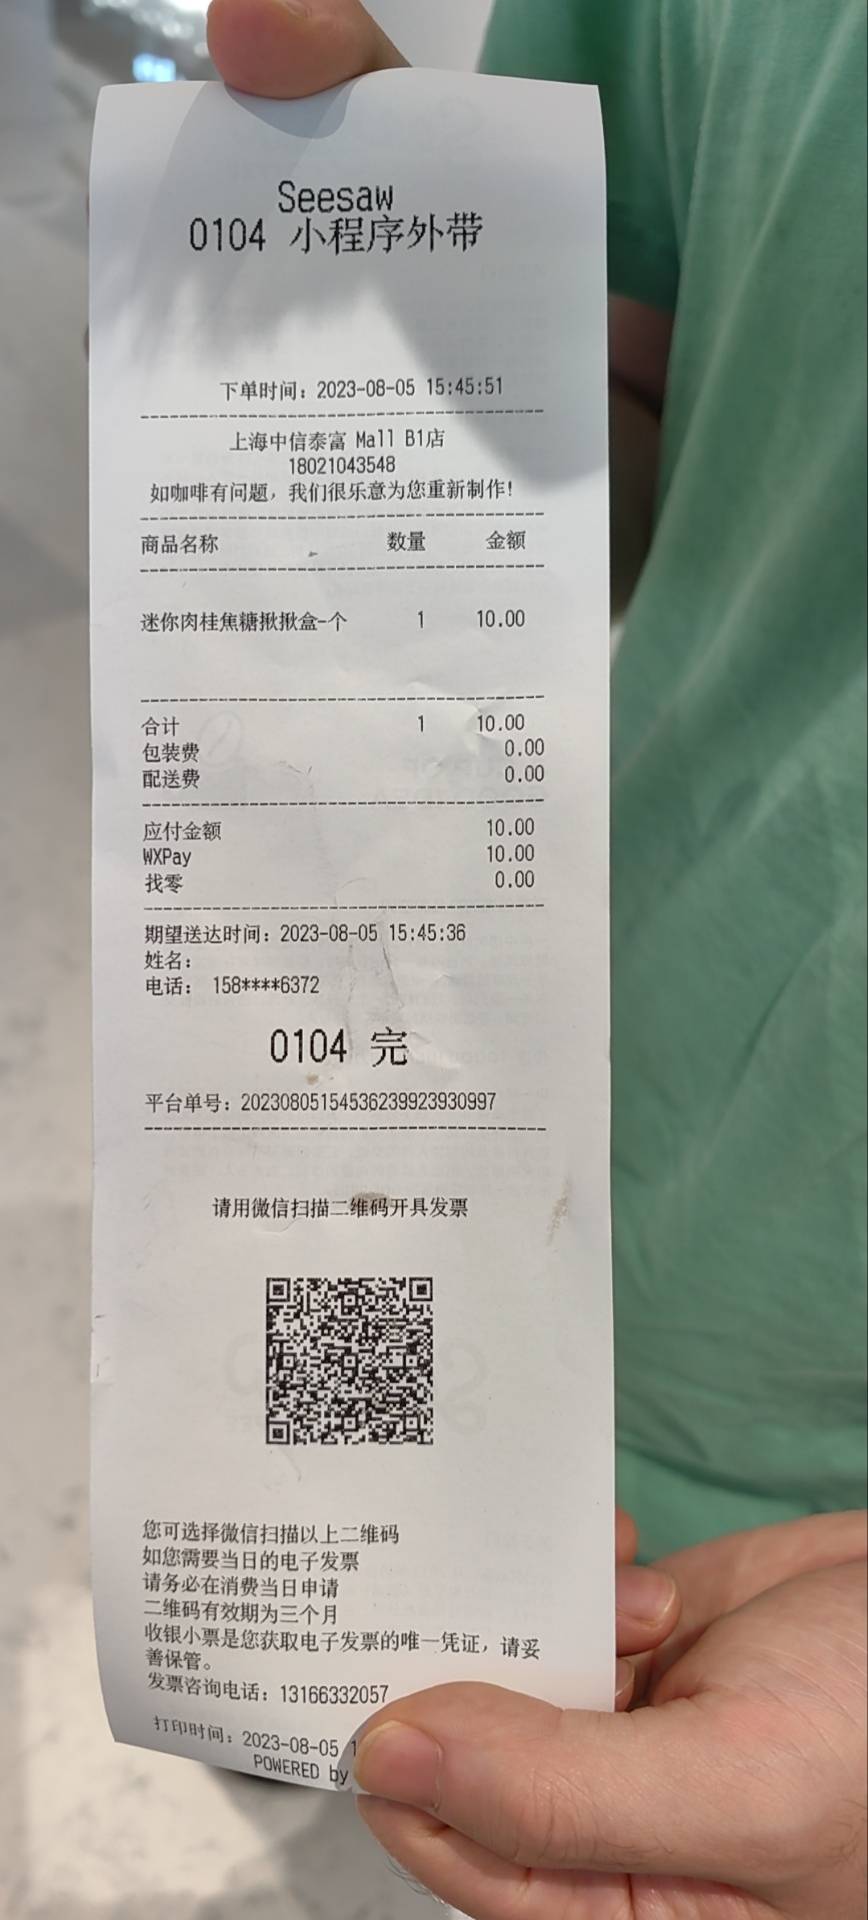 Seesaw
0104 小程序外带
下单时间：2023-08-05 15:45:51
上海中信泰富 Mall B1店
18021043548
如咖啡有问题，我们很乐意为您重新制作！
商品名称 数量 金额
迷你肉桂焦糖揪揪盒-个 1 10.00
合计 1 10.00
包装费 0.00
配送费 0.00
应付金额 10.00
WXPay 10.00
找零 0.00
期望送达时间：2023-08-05 15:45:36
姓名：
电话： 158****6372
0104 完
平台单号：20230805154536239923930997
请用微信扫描二维码开具发票
您可选择微信扫描以上二维码
如您需要当日的电子发票
请务必在消费当日申请
二维码有效期为三个月
收银小票是您获取电子发票的唯一凭证，请妥
善保管。
发票咨询电话：13166332057
打印时间：2023-08-05 1
POWERED by